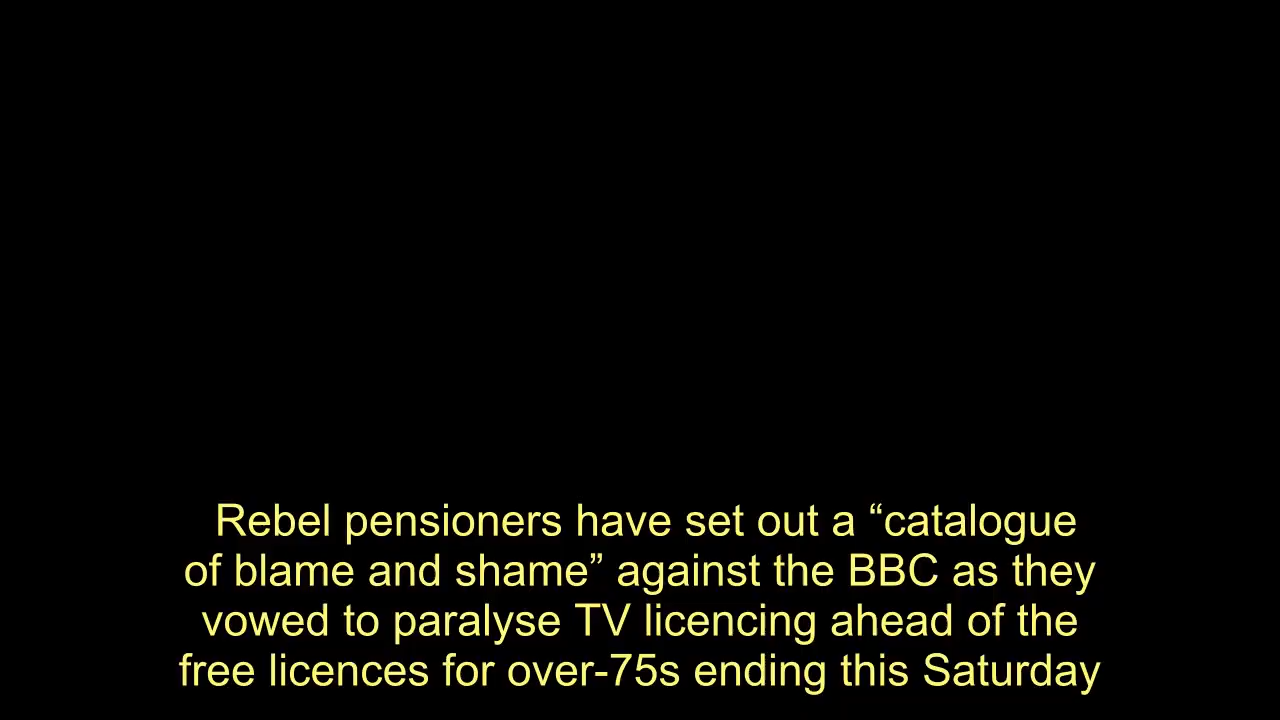 Rebel pensioners have set out a “catalogue
of blame and shame” against the BBC as they
vowed to paralyse TV licencing ahead of the
free licences for over-75s ending this Saturday